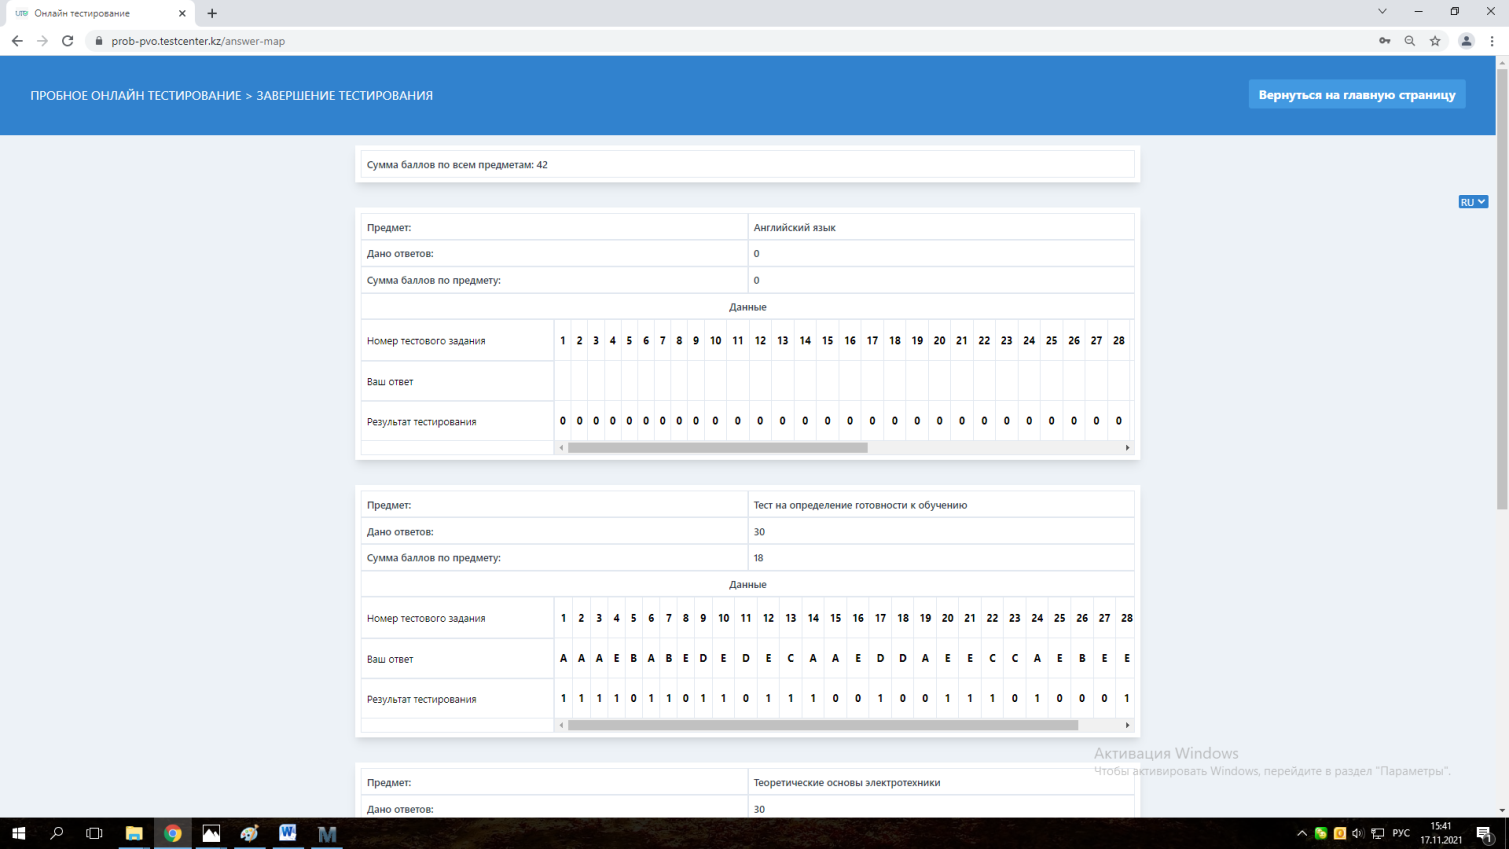 Онлайн тестирование
prob-pvo.testcenter.kz/answer-map
ПРОБНОЕ ОНЛАЙН ТЕСТИРОВАНИЕ > ЗАВЕРШЕНИЕ ТЕСТИРОВАНИЯ
Вернуться на главную страницу
Сумма баллов по всем предметам: 42
RU
Предмет: Английский язык
Дано ответов: 0
Сумма баллов по предмету: 0
Данные
Номер тестового задания 1 2 3 4 5 6 7 8 9 10 11 12 13 14 15 16 17 18 19 20 21 22 23 24 25 26 27 28
Ваш ответ
Результат тестирования 0 0 0 0 0 0 0 0 0 0 0 0 0 0 0 0 0 0 0 0 0 0 0 0 0 0 0 0
Предмет: Тест на определение готовности к обучению
Дано ответов: 30
Сумма баллов по предмету: 18
Данные
Номер тестового задания 1 2 3 4 5 6 7 8 9 10 11 12 13 14 15 16 17 18 19 20 21 22 23 24 25 26 27 28
Ваш ответ A A A E B A B E D E D E C A A E D D A E E C C A E B E E
Результат тестирования 1 1 1 1 0 1 1 0 1 1 0 1 1 1 0 0 1 0 0 1 1 1 0 1 0 0 0 1
Активация Windows
Чтобы активировать Windows, перейдите в раздел "Параметры".
Предмет: Теоретические основы электротехники
Дано ответов: 30
РУС
15:41
17.11.2021
1